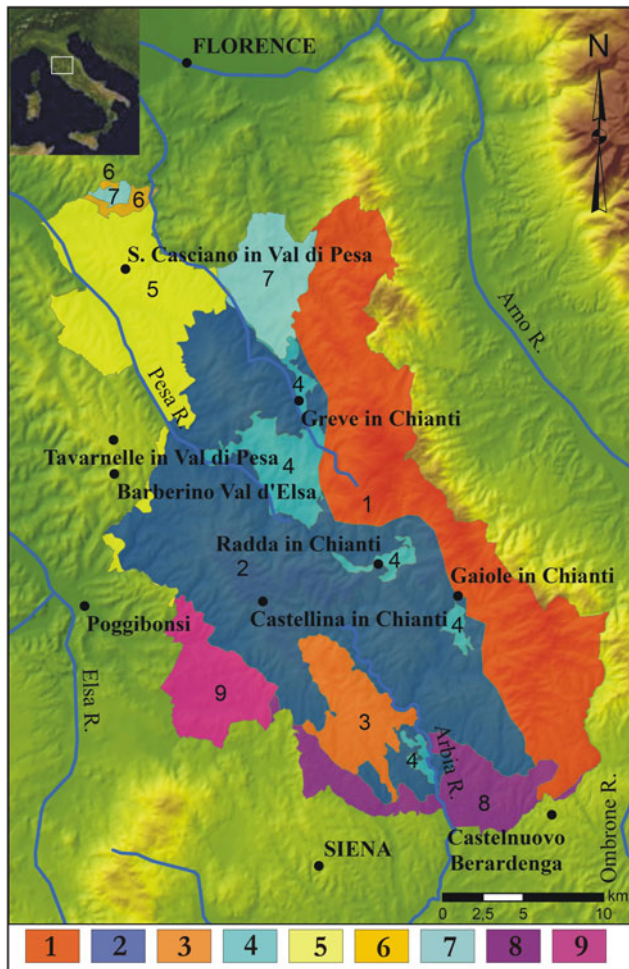 FLORENCE
N
6
7
6
S. Casciano in Val di Pesa
7
5
Arno R.
Pesa R.
4
Greve in Chianti
Tavarnelle in Val di Pesa
4
Barberino Val d'Elsa
1
Radda in Chianti
4
2
Gaiole in Chianti
Castellina in Chianti
4
Poggibonsi
Elsa R.
9
3
4
Arbia R.
8
Ombrone R.
Castelnuovo
Berardenga
SIENA
km
0 2,5 5 10
1 2 3 4 5 6 7 8 9